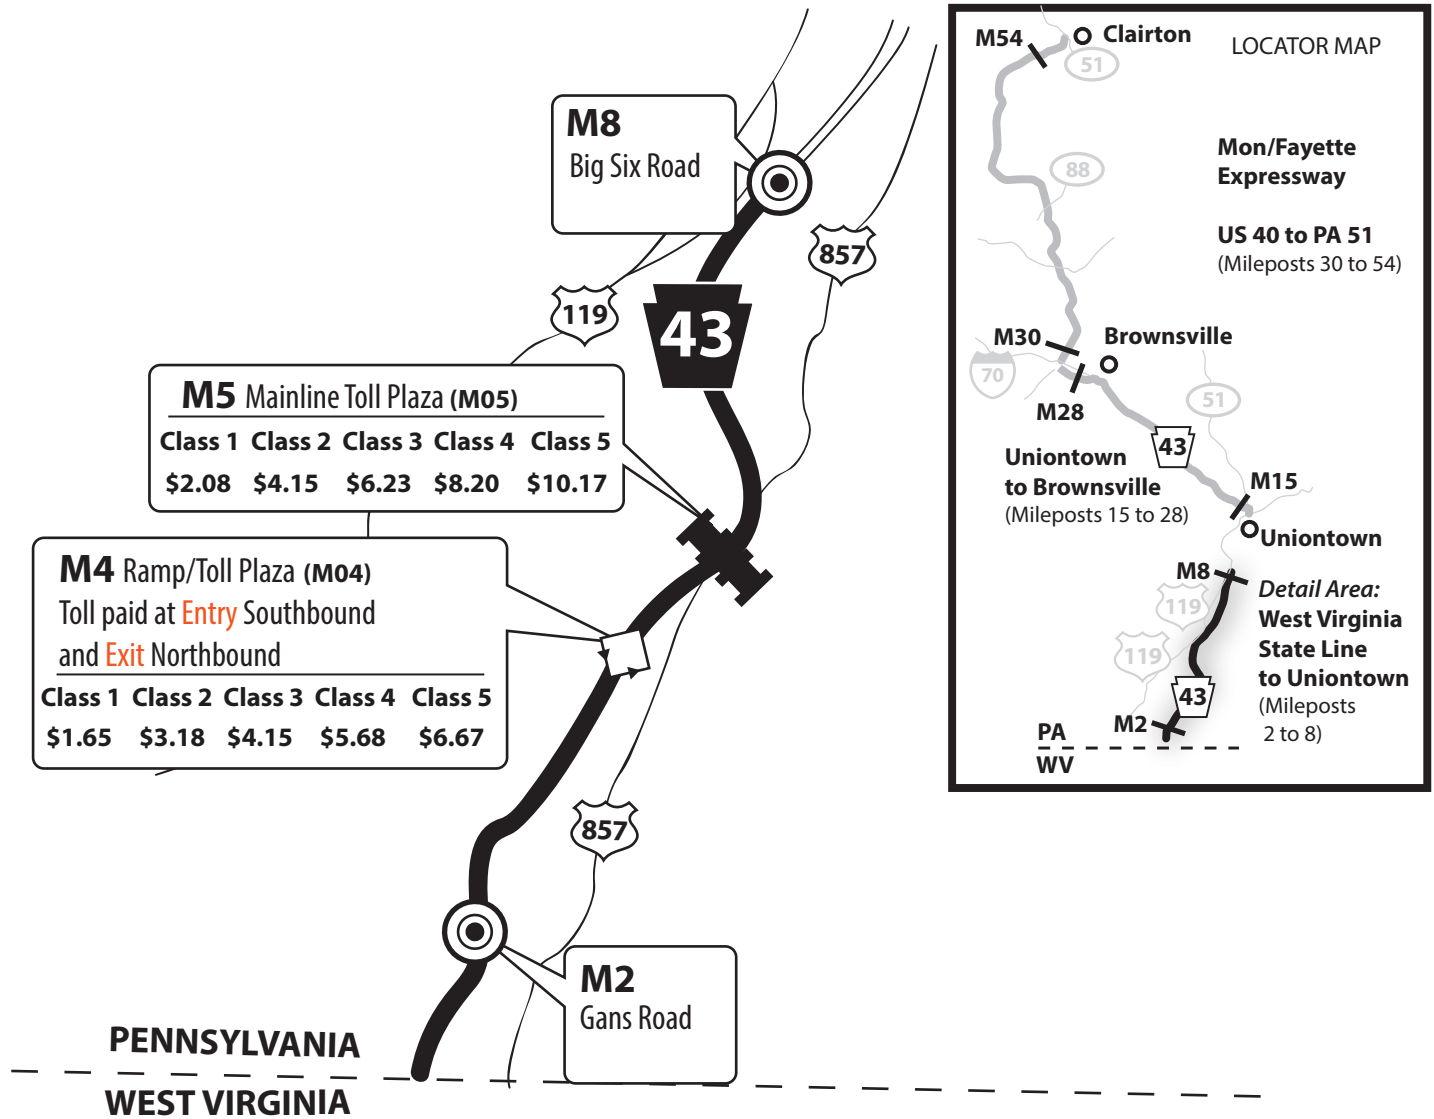 M8
Big Six Road
857
119
43
M5 Mainline Toll Plaza (M05)
Class 1 Class 2 Class 3 Class 4 Class 5
$2.08 $4.15 $6.23 $8.20 $10.17
M4 Ramp/Toll Plaza (M04)
Toll paid at Entry Southbound
and Exit Northbound
Class 1 Class 2 Class 3 Class 4 Class 5
$1.65 $3.18 $4.15 $5.68 $6.67
857
M2
Gans Road
PENNSYLVANIA
WEST VIRGINIA
LOCATOR MAP
M54
Clairton
51
Mon/Fayette
Expressway
88
US 40 to PA 51
(Mileposts 30 to 54)
M30
Brownsville
70
M28
51
43
Uniontown
to Brownsville
(Mileposts 15 to 28)
M15
Uniontown
M8
Detail Area:
West Virginia
State Line
to Uniontown
(Mileposts
2 to 8)
119
119
43
M2
PA
WV